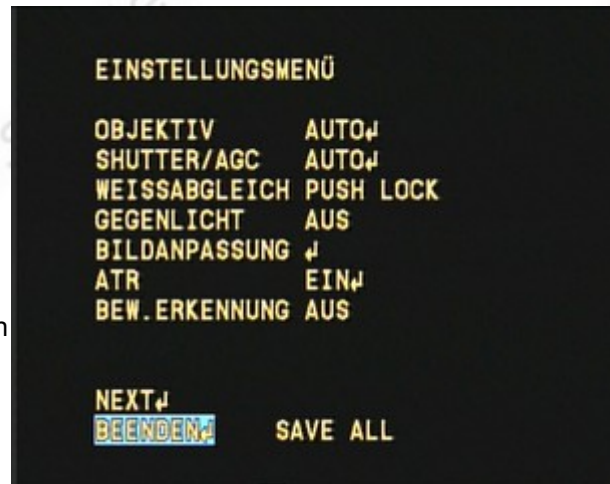 EINSTELLUNGSMENÜ
OBJEKTIV AUTO↵
SHUTTER/AGC AUTO↵
WEISSABGLEICH PUSH LOCK
GEGENLICHT AUS
BILDANPASSUNG ↵
ATR EIN↵
BEW.ERKENNUNG AUS
NEXT↵
BEENDEN↵ SAVE ALL